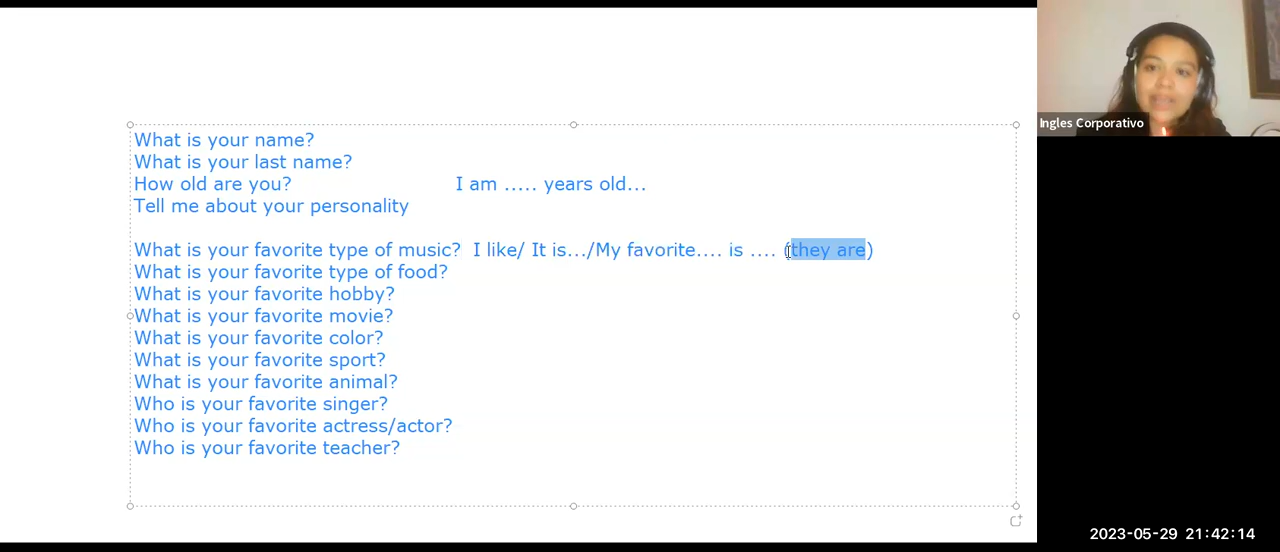 What is your name?
What is your last name?
How old are you? I am ..... years old...
Tell me about your personality
What is your favorite type of music? I like/ It is.../My favorite.... is .... (they are)
What is your favorite type of food?
What is your favorite hobby?
What is your favorite movie?
What is your favorite color?
What is your favorite sport?
What is your favorite animal?
Who is your favorite singer?
Who is your favorite actress/actor?
Who is your favorite teacher?
Ingles Corporativo
2023-05-29 21:42:14